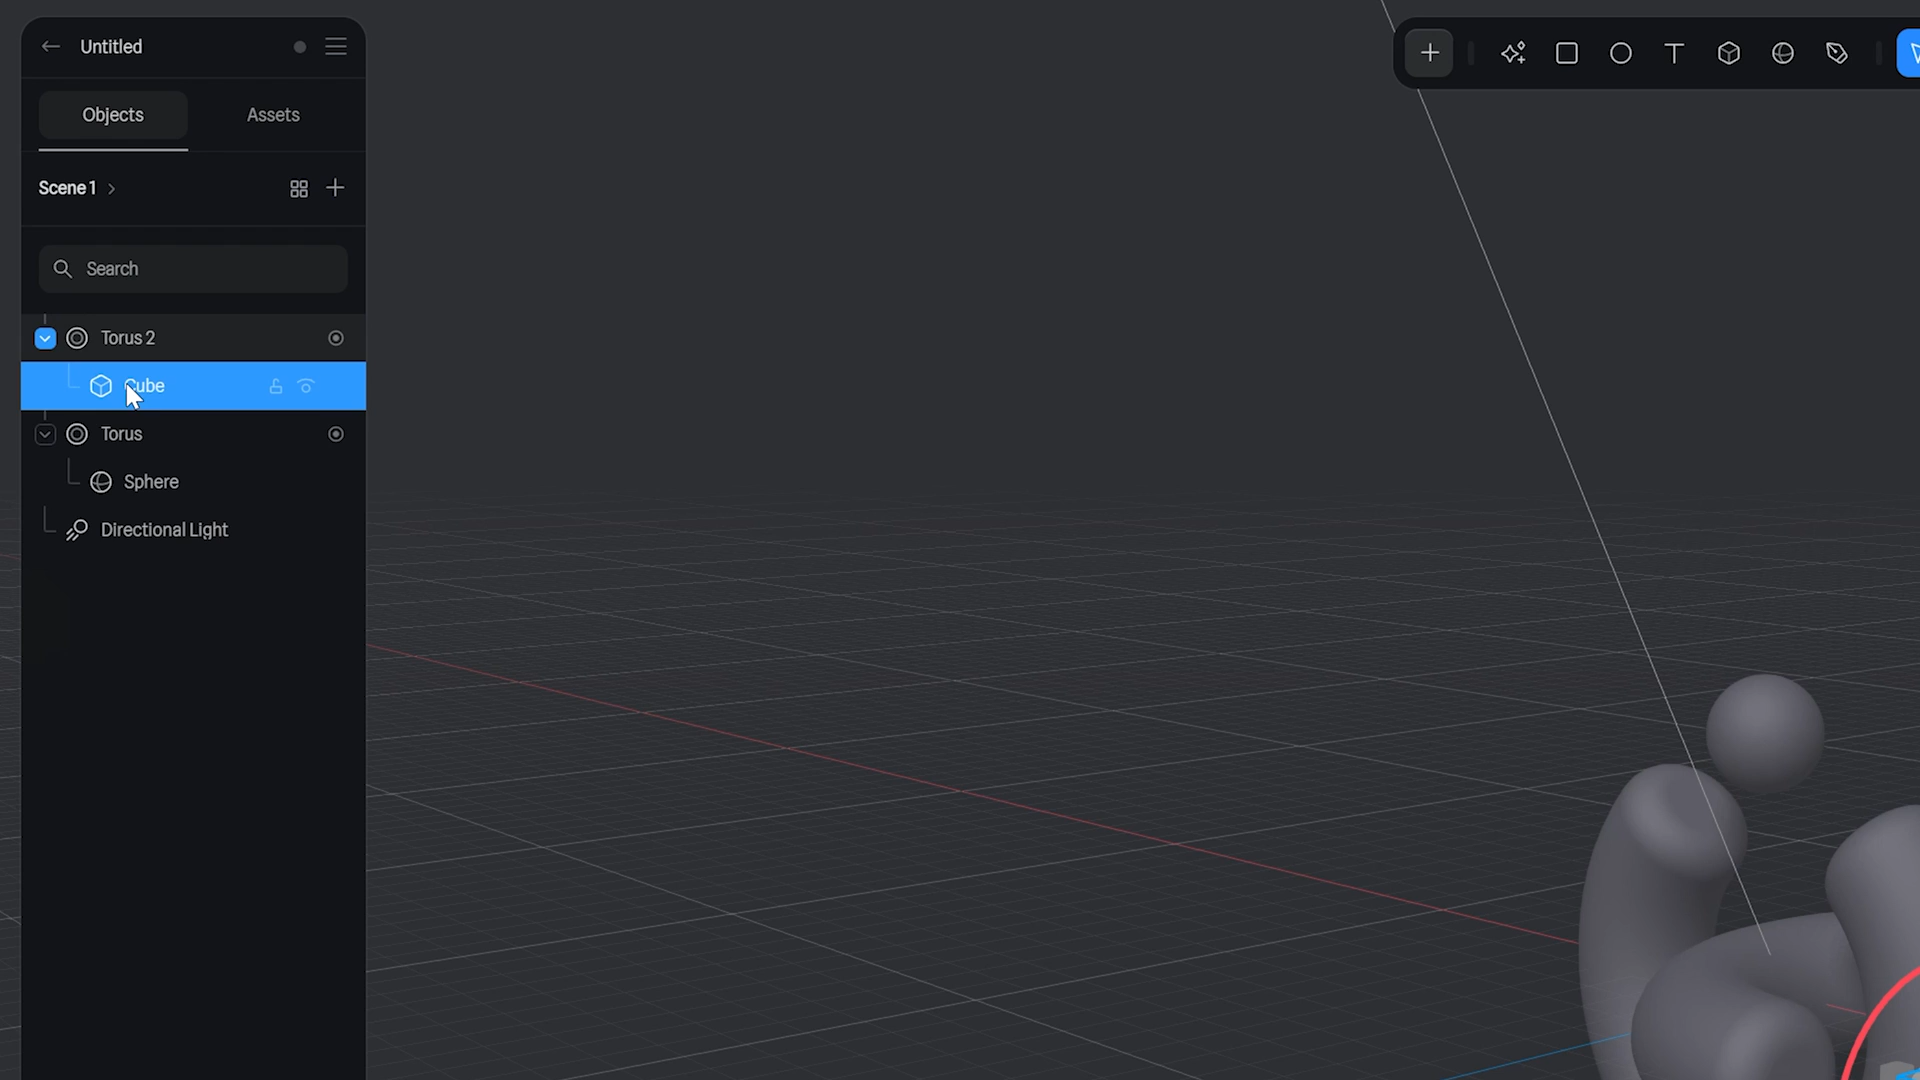 Untitled
Objects
Assets
Scene 1
Search
Torus 2
Cube
Torus
Sphere
Directional Light